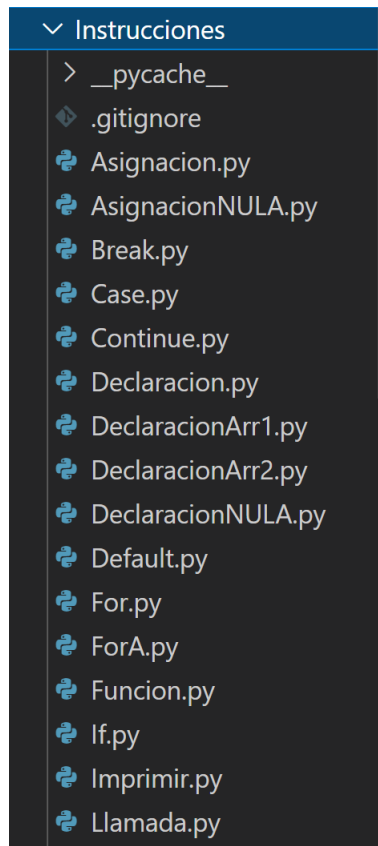 Instrucciones
__pycache__
.gitignore
Asignacion.py
AsignacionNULA.py
Break.py
Case.py
Continue.py
Declaracion.py
DeclaracionArr1.py
DeclaracionArr2.py
DeclaracionNULA.py
Default.py
For.py
ForA.py
Funcion.py
If.py
Imprimir.py
Llamada.py